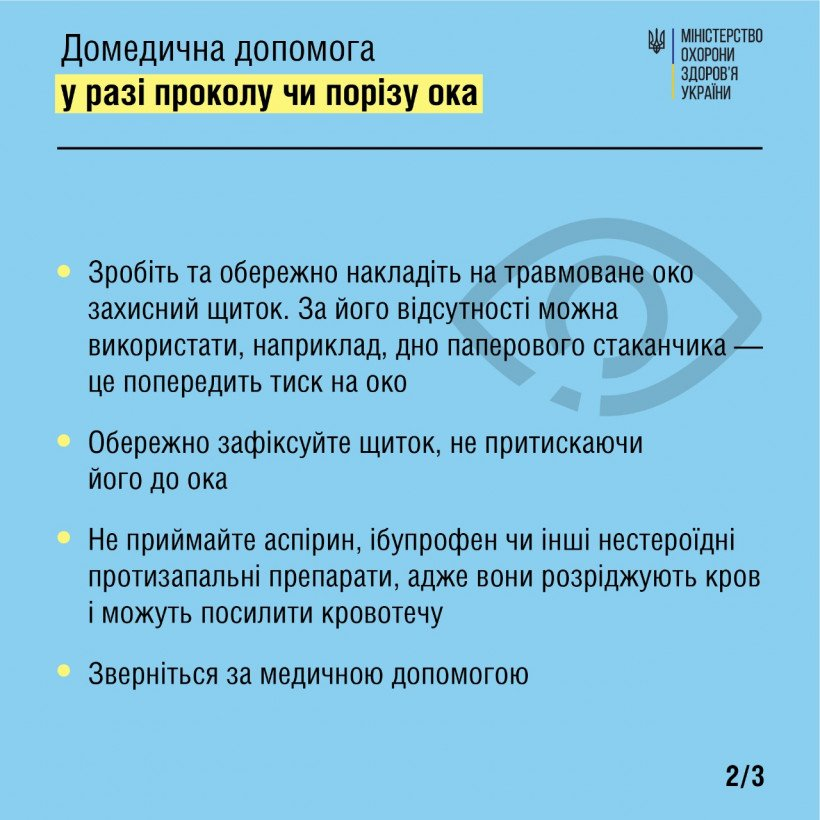 Домедична допомога
у разі проколу чи порізу ока
МІНІСТЕРСТВО
ОХОРОНИ
ЗДОРОВ'Я
УКРАЇНИ
Зробіть та обережно накладіть на травмоване око
захисний щиток. За його відсутності можна
використати, наприклад, дно паперового стаканчика —
це попередить тиск на око
Обережно зафіксуйте щиток, не притискаючи
його до ока
Не приймайте аспірин, ібупрофен чи інші нестероїдні
протизапальні препарати, адже вони розріджують кров
і можуть посилити кровотечу
Зверніться за медичною допомогою
2/3